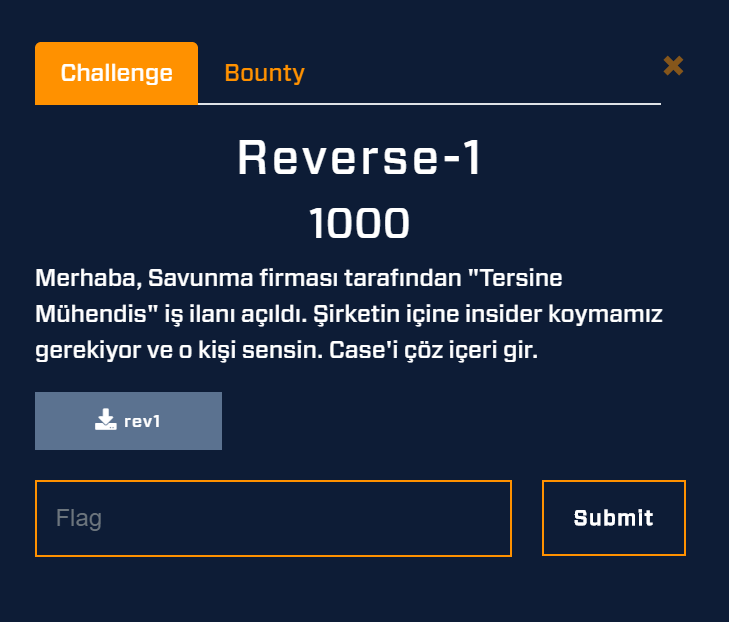 Challenge
Bounty
Reverse-1
1000
Merhaba, Savunma firması tarafından "Tersine
Mühendis" iş ilanı açıldı. Şirketin içine insider koymamız
gerekiyor ve o kişi sensin. Case'i çöz içeri gir.
rev1
Flag
Submit